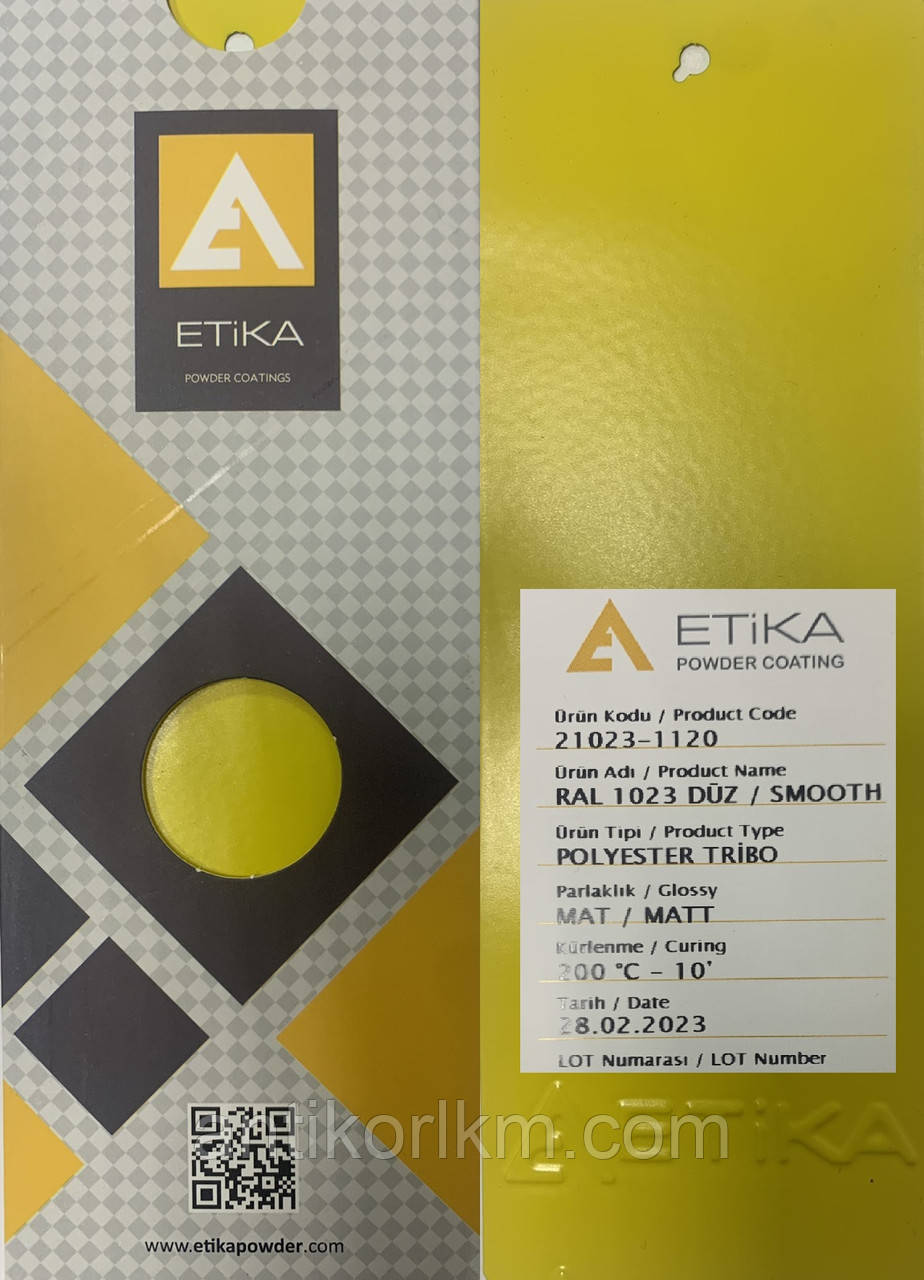 ETiKA
POWDER COATINGS
www.etikapowder.com
ETiKA
POWDER COATING
Ürün Kodu / Product Code
21023-1120
Ürün Adı / Product Name
RAL 1023 DÜZ / SMOOTH
Ürün Tipi / Product Type
POLYESTER TRİBO
Parlaklık / Glossy
MAT / MATT
Kürlenme / Curing
200 °C - 10'
Tarih / Date
28.02.2023
LOT Numarası / LOT Number
ETiKA
antikorlkm.com